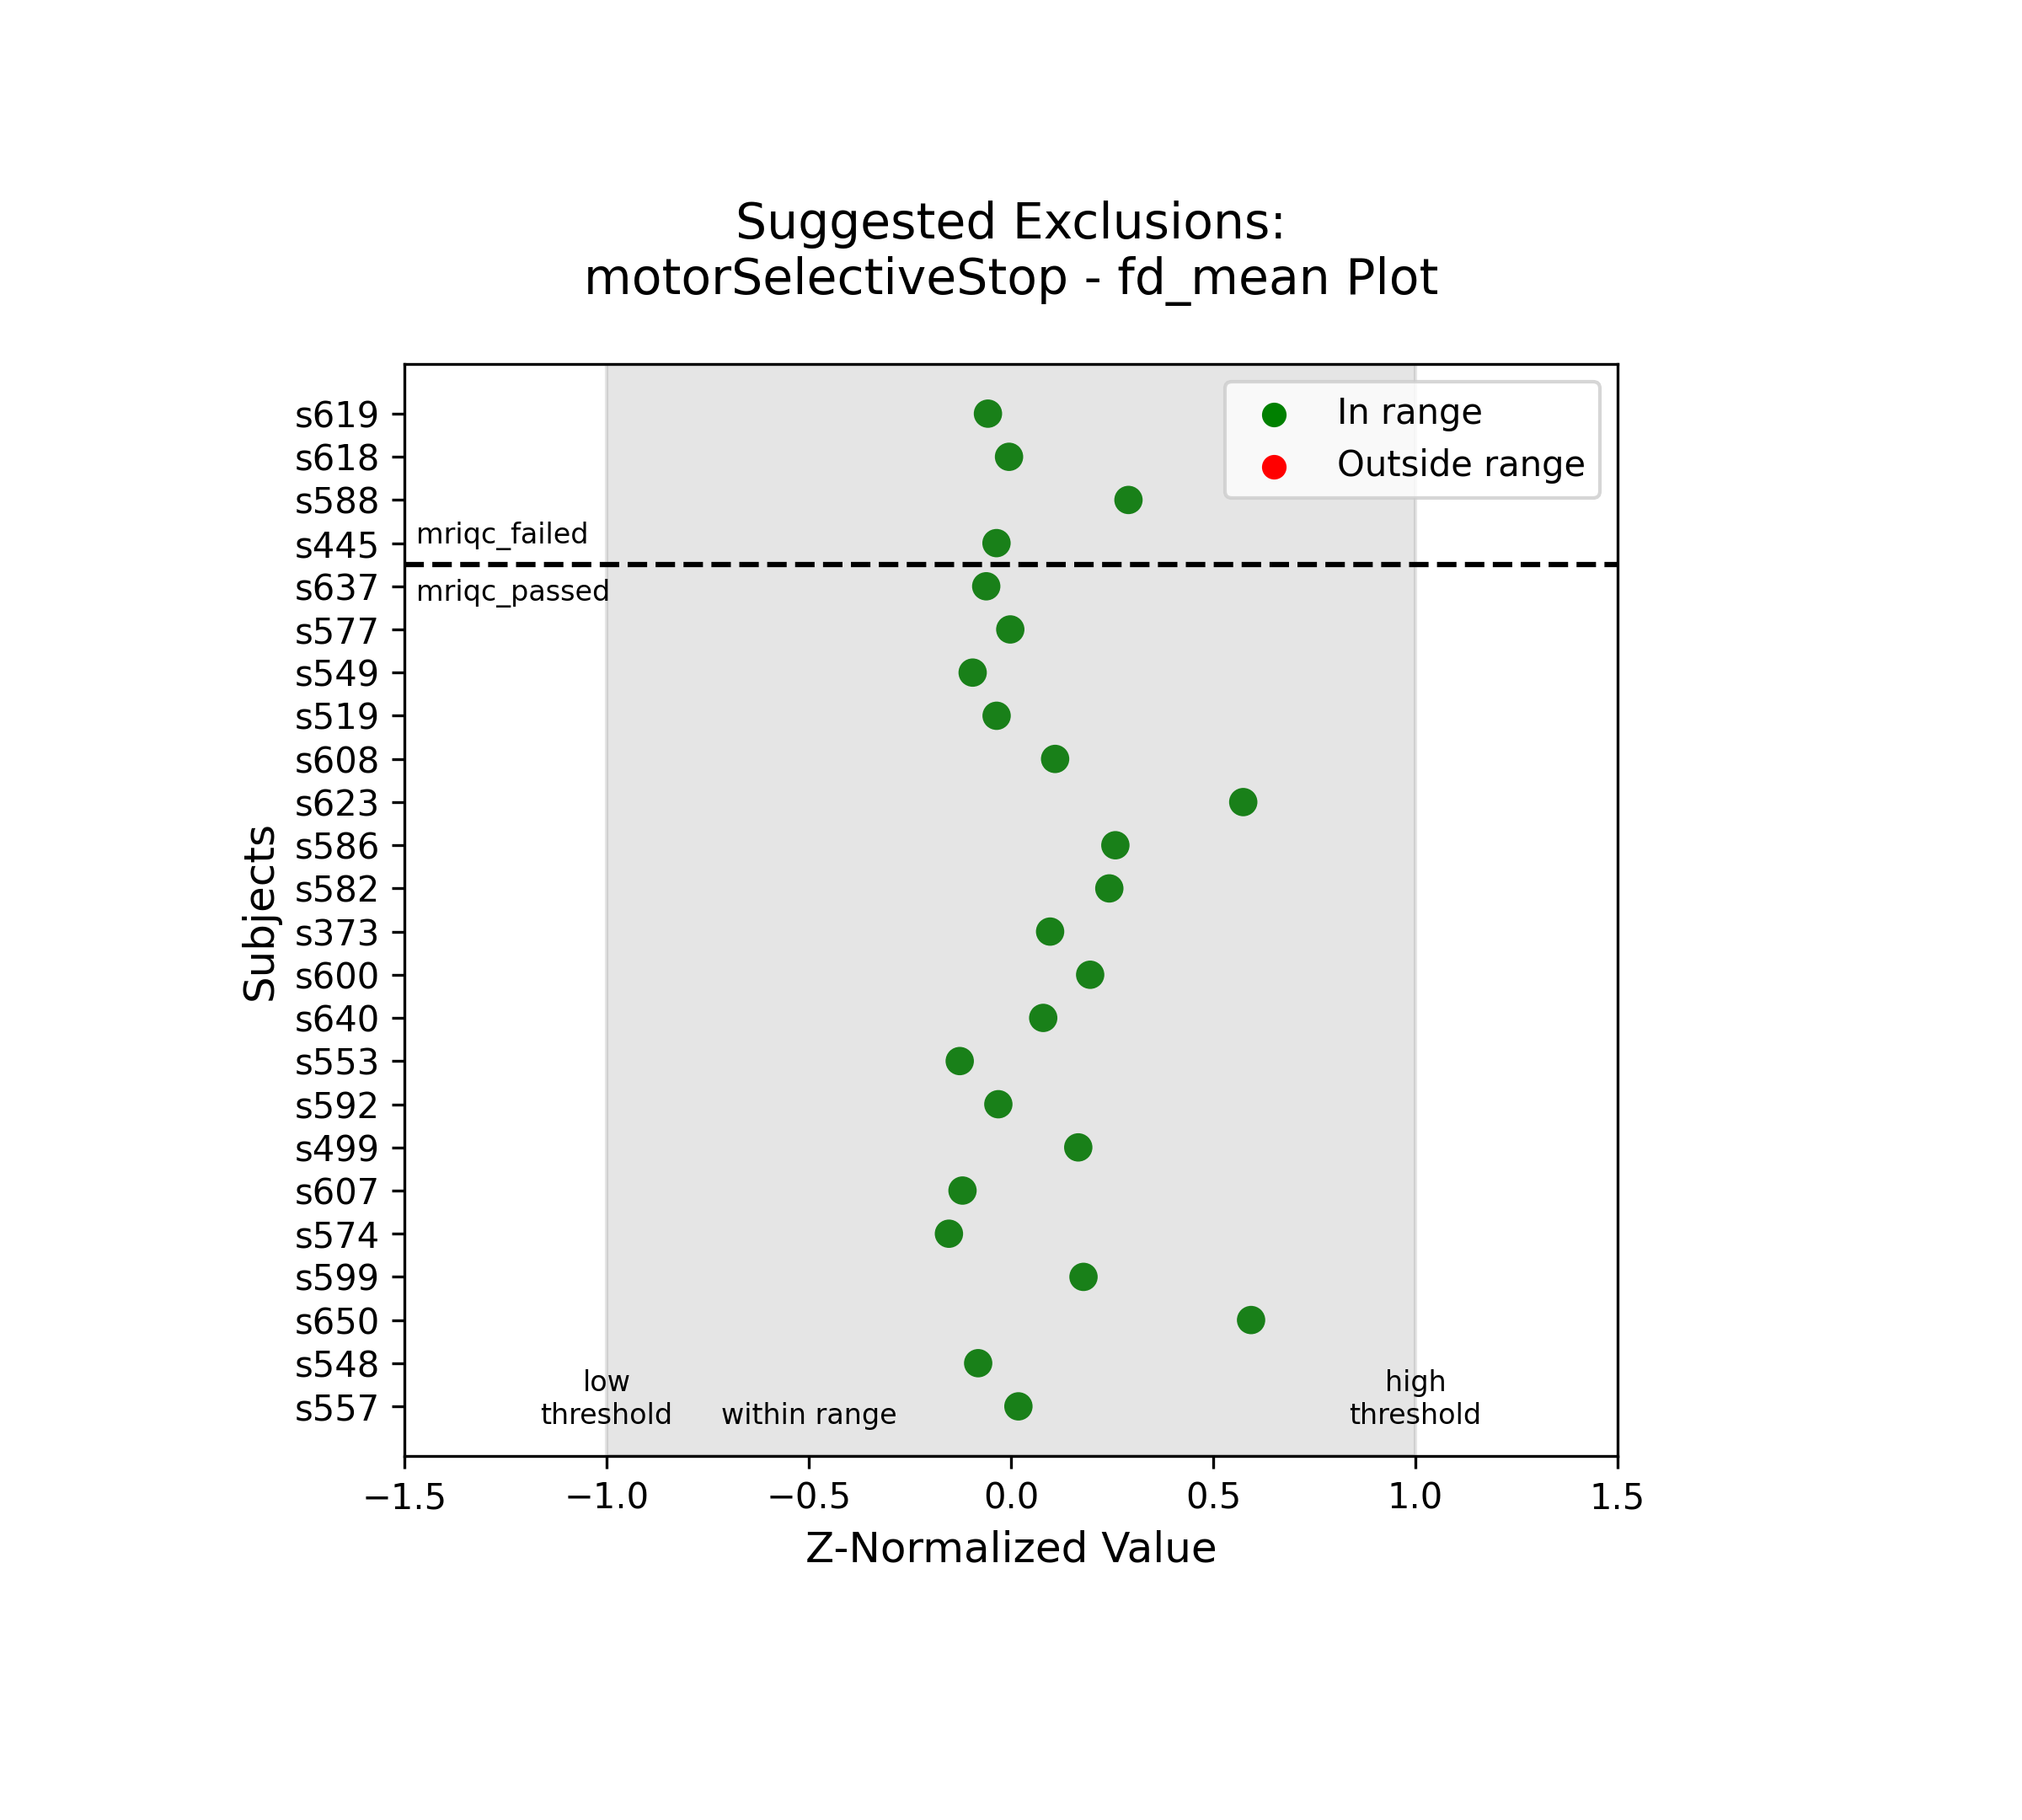 Suggested Exclusions:
motorSelectiveStop - fd_mean Plot
In range
Outside range
s619
s618
s588
s445
mriqc_failed
mriqc_passed
s637
s577
s549
s519
s608
s623
s586
s582
s373
s600
s640
s553
s592
s499
s607
s574
s599
s650
s548
s557
Subjects
low
threshold
within range
high
threshold
−1.5 −1.0 −0.5 0.0 0.5 1.0 1.5
Z-Normalized Value